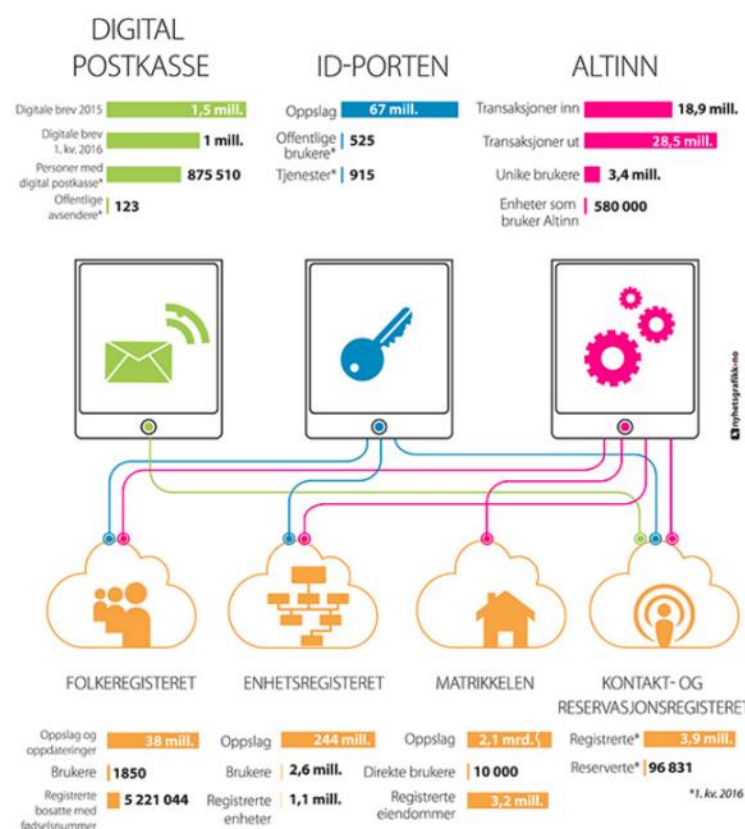 DIGITAL
POSTKASSE
Digitale brev 2015 1,5 mill.
Digitale brev
1. kv. 2016 1 mill.
Personer med
digital postkasse* 875 510
Offentlige
avsendere* 123
ID-PORTEN
Oppslag 67 mill.
Offentlige
brukere* 525
Tjenester* 915
ALTINN
Transaksjoner inn 18,9 mill.
Transaksjoner ut 28,5 mill.
Unike brukere 3,4 mill.
Enheter som
bruker Altinn 580 000
nyhetsgrafikk.no
FOLKEREGISTERET
Oppslag og
oppdateringer 38 mill.
Brukere 1850
Registrerte
bosatte med
fødselsnummer 5 221 044
ENHETSREGISTERET
Oppslag 244 mill.
Brukere 2,6 mill.
Registrerte
enheter 1,1 mill.
MATRIKKELEN
Oppslag 2,1 mrd.
Direkte brukere 10 000
Registrerte
eiendommer 3,2 mill.
KONTAKT- OG
RESERVASJONSREGISTERET
Registrerte* 3,9 mill.
Reserverte* 96 831
*1. kv. 2016